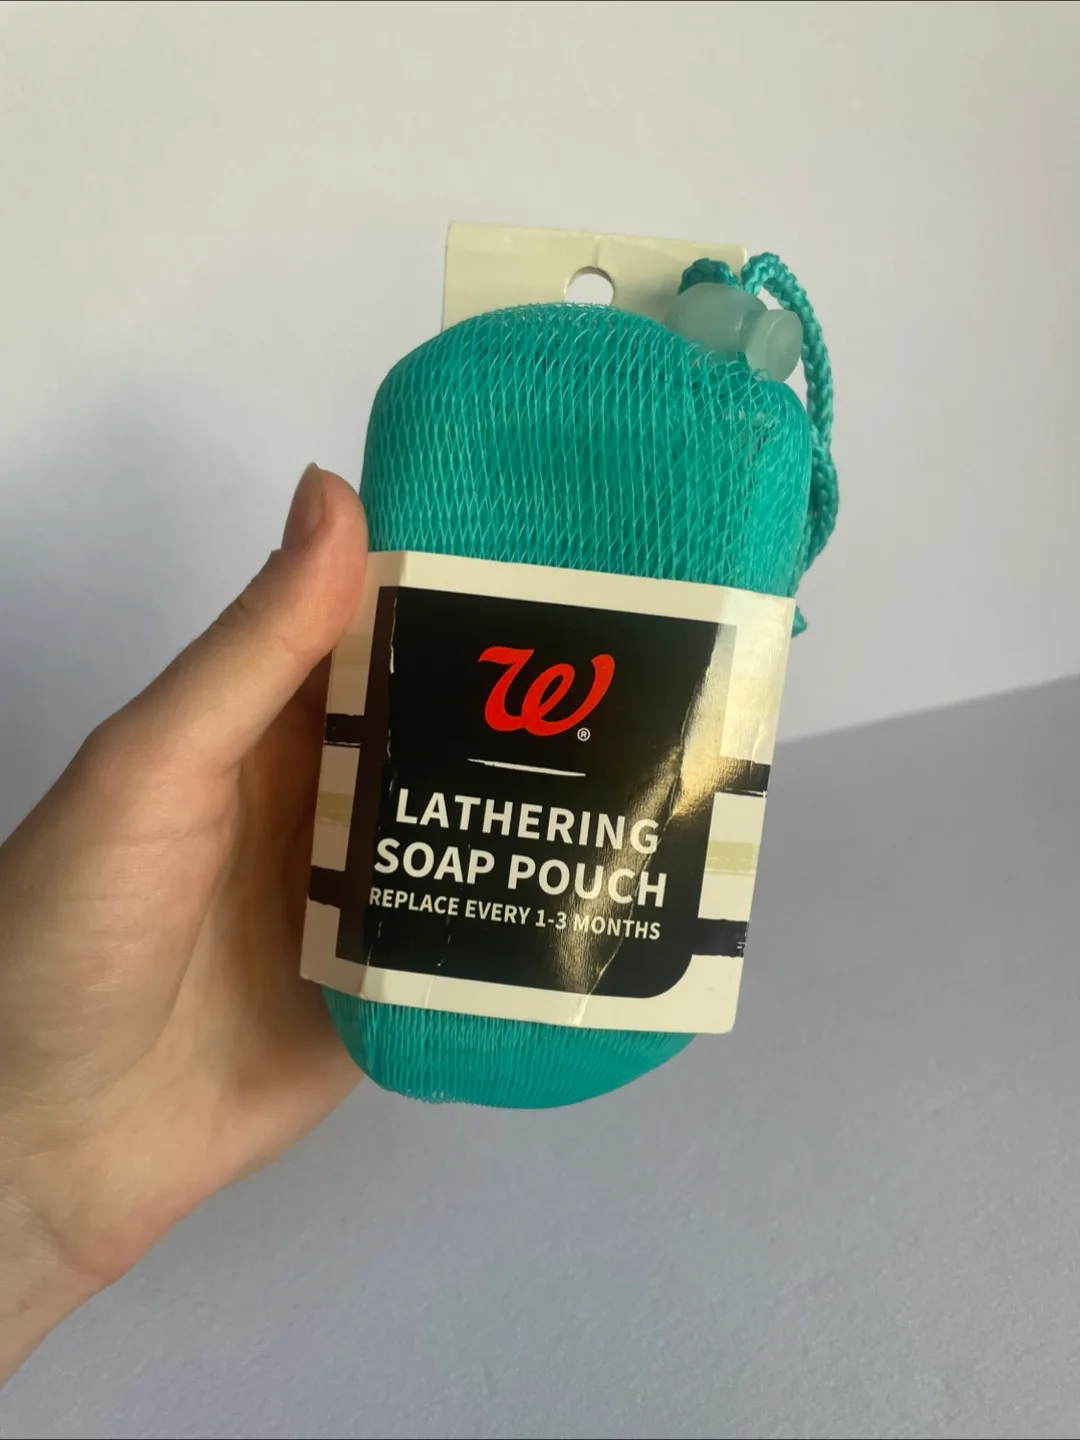 W®
LATHERING
SOAP POUCH
REPLACE EVERY 1-3 MONTHS